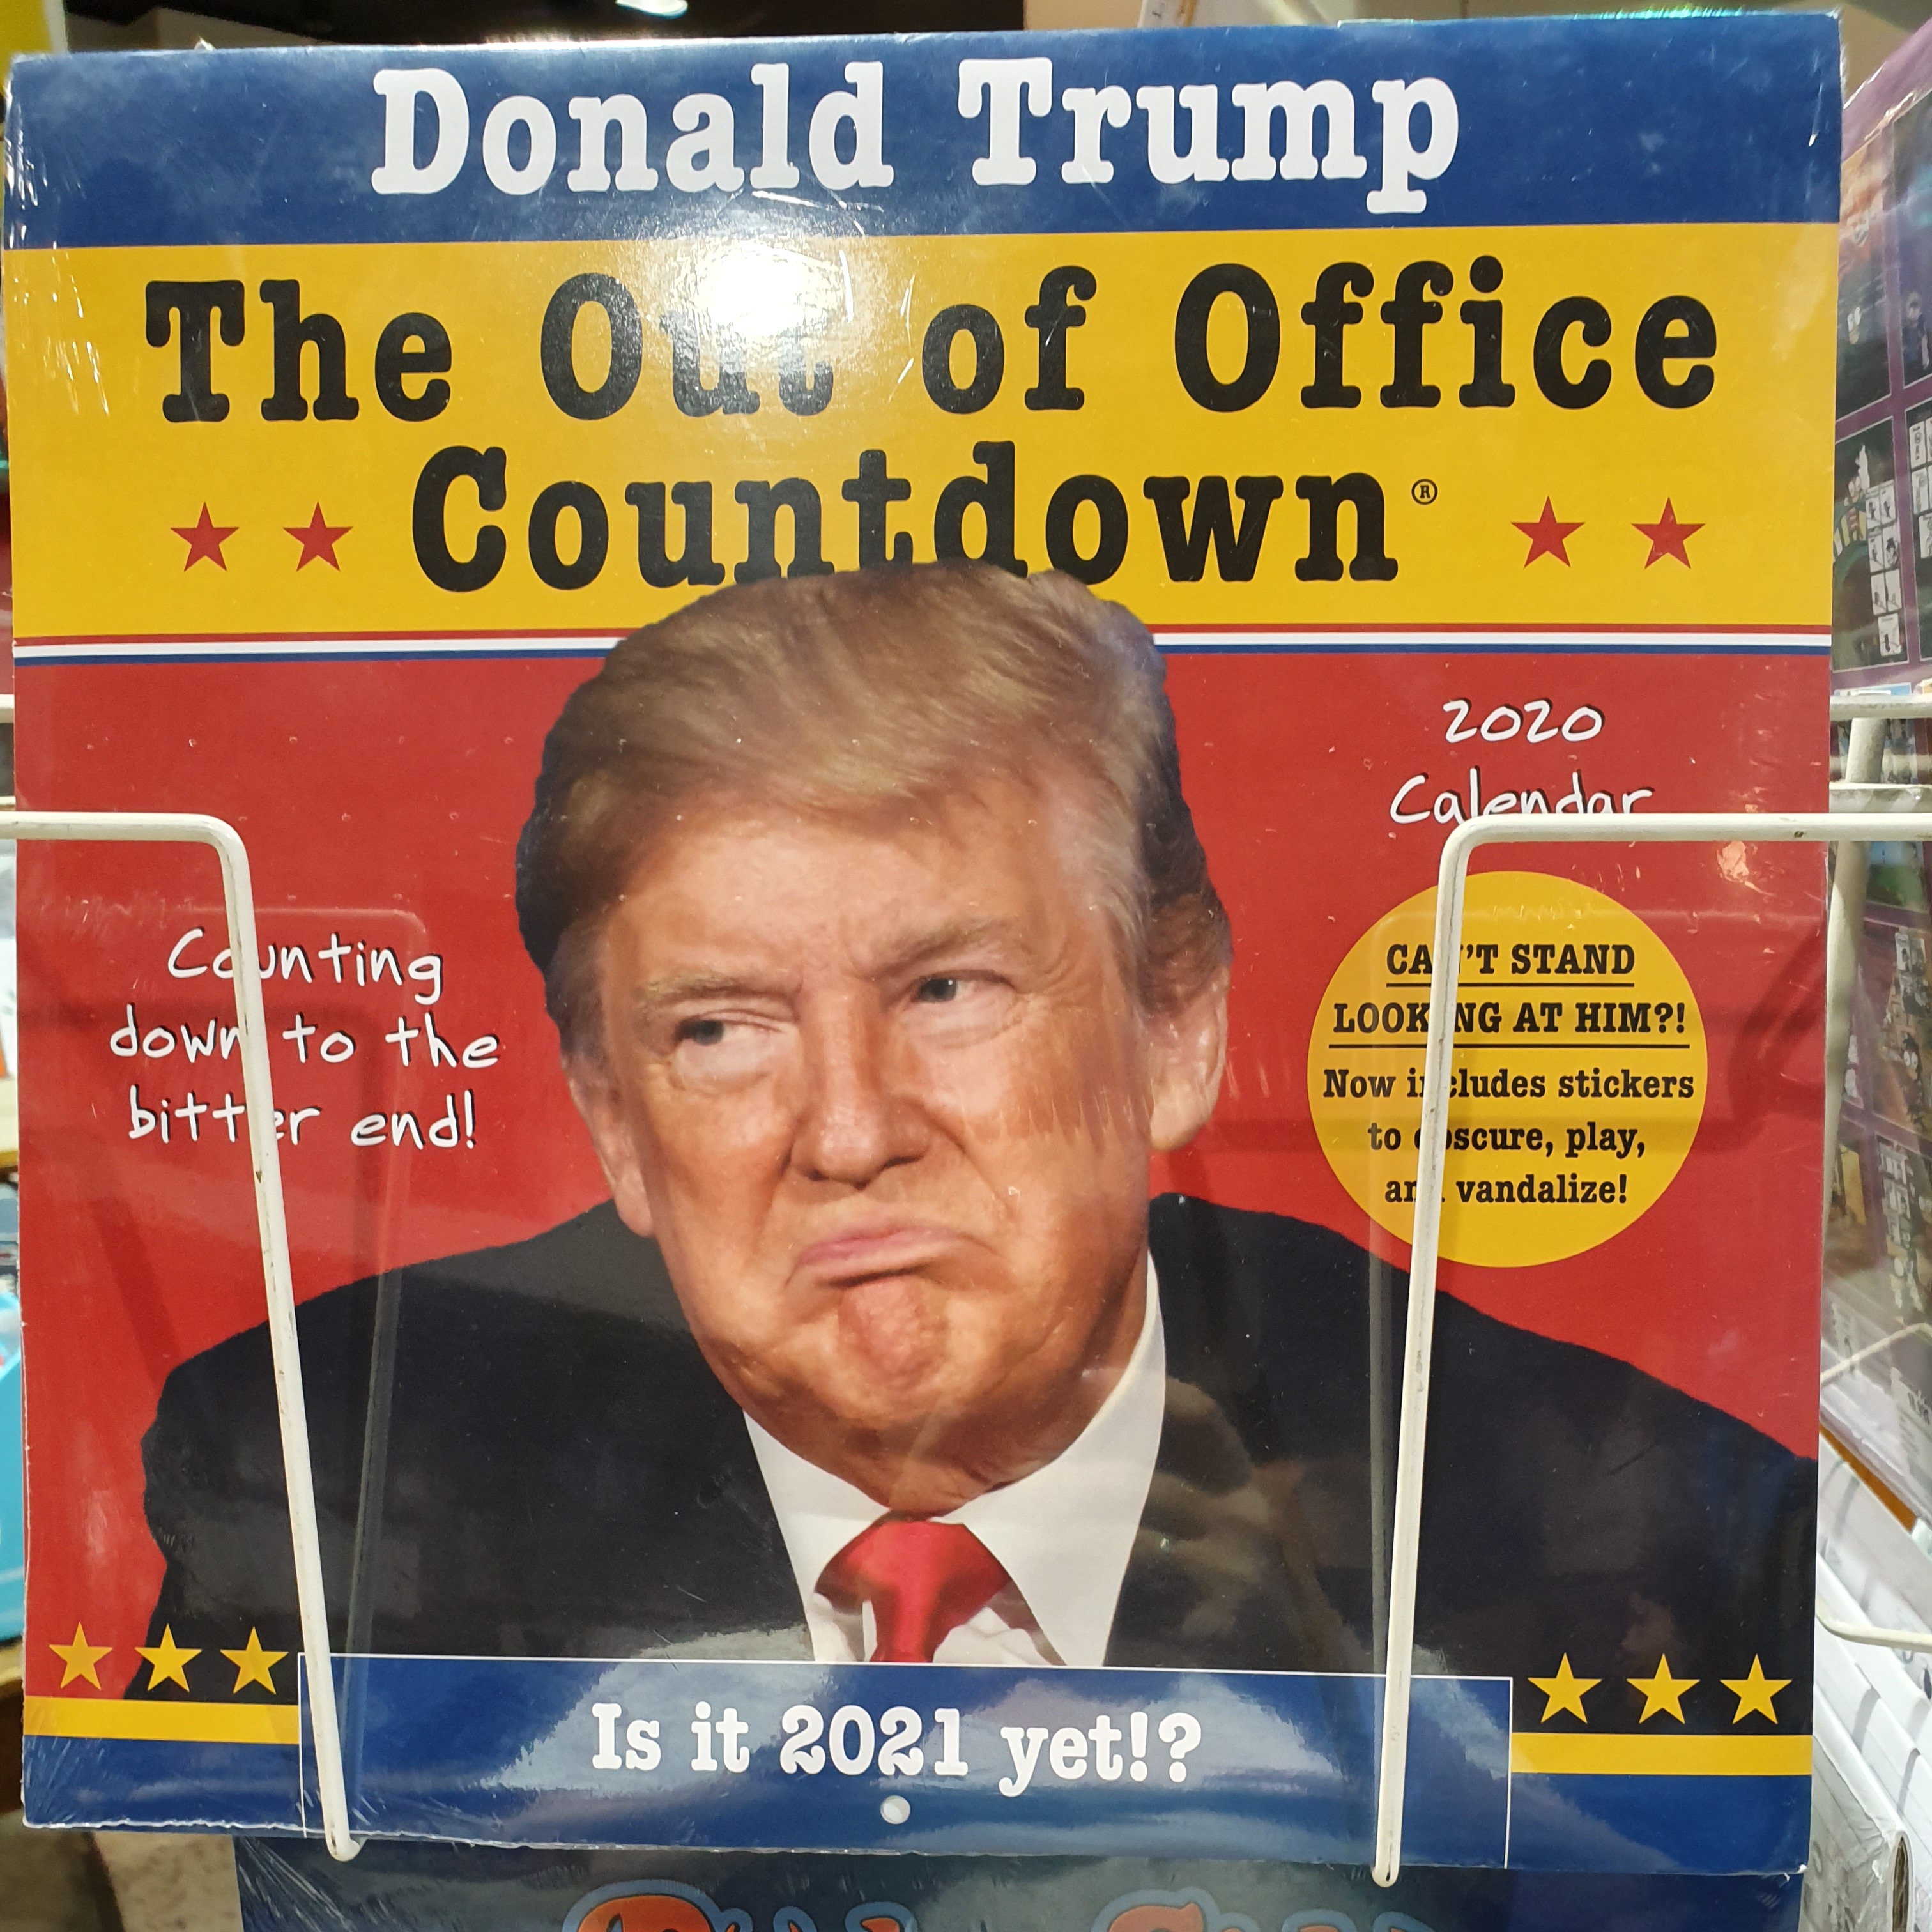 Donald Trump
The Out of Office
Countdown®
2020
Calendar
Counting
down to the
bitter end!
CAN'T STAND
LOOKING AT HIM?!
Now includes stickers
to obscure, play,
and vandalize!
Is it 2021 yet!?